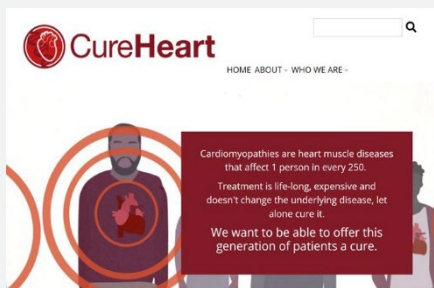 CureHeart
HOME ABOUT - WHO WE ARE -
Cardiomyopathies are heart muscle diseases
that affect 1 person in every 250.
Treatment is life-long, expensive and
doesn't change the underlying disease, let
alone cure it.
We want to be able to offer this
generation of patients a cure.